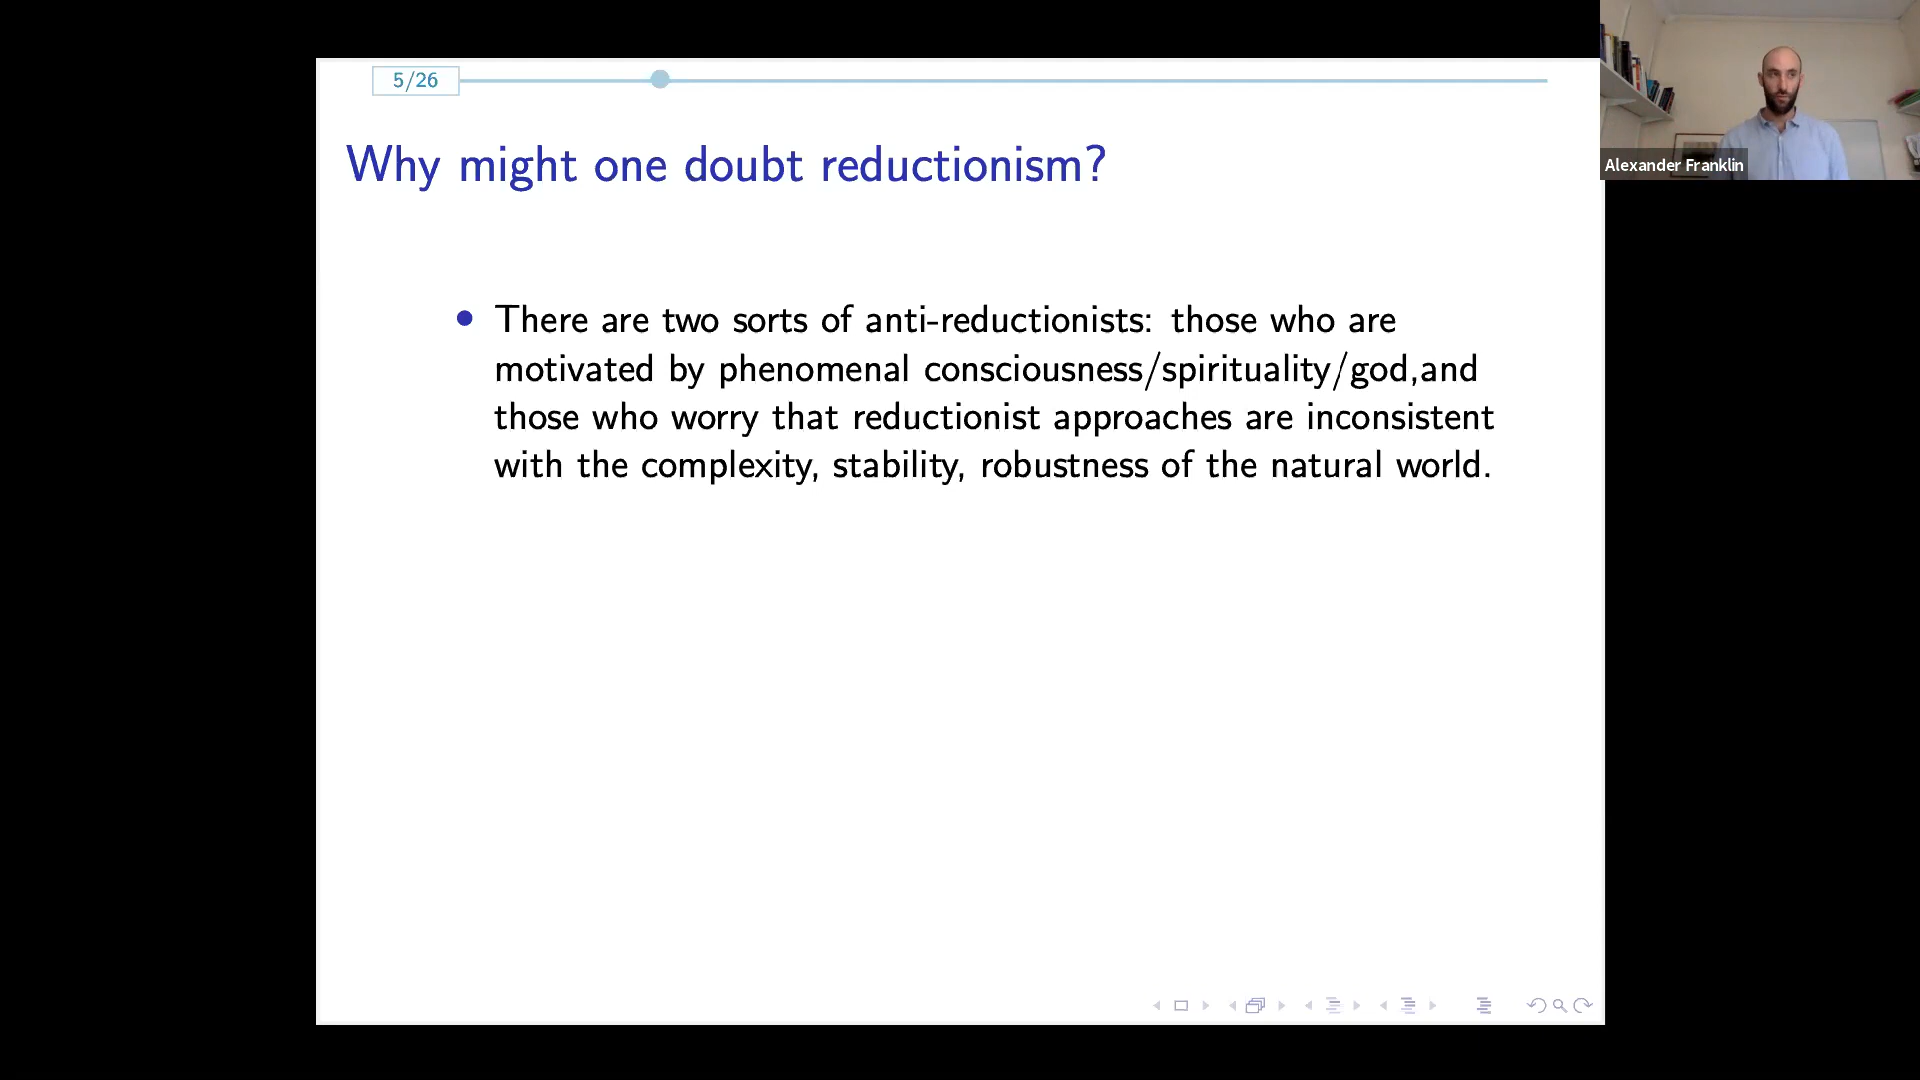 5/26
Alexander Franklin
Why might one doubt reductionism?
There are two sorts of anti-reductionists: those who are
motivated by phenomenal consciousness/spirituality/god,and
those who worry that reductionist approaches are inconsistent
with the complexity, stability, robustness of the natural world.